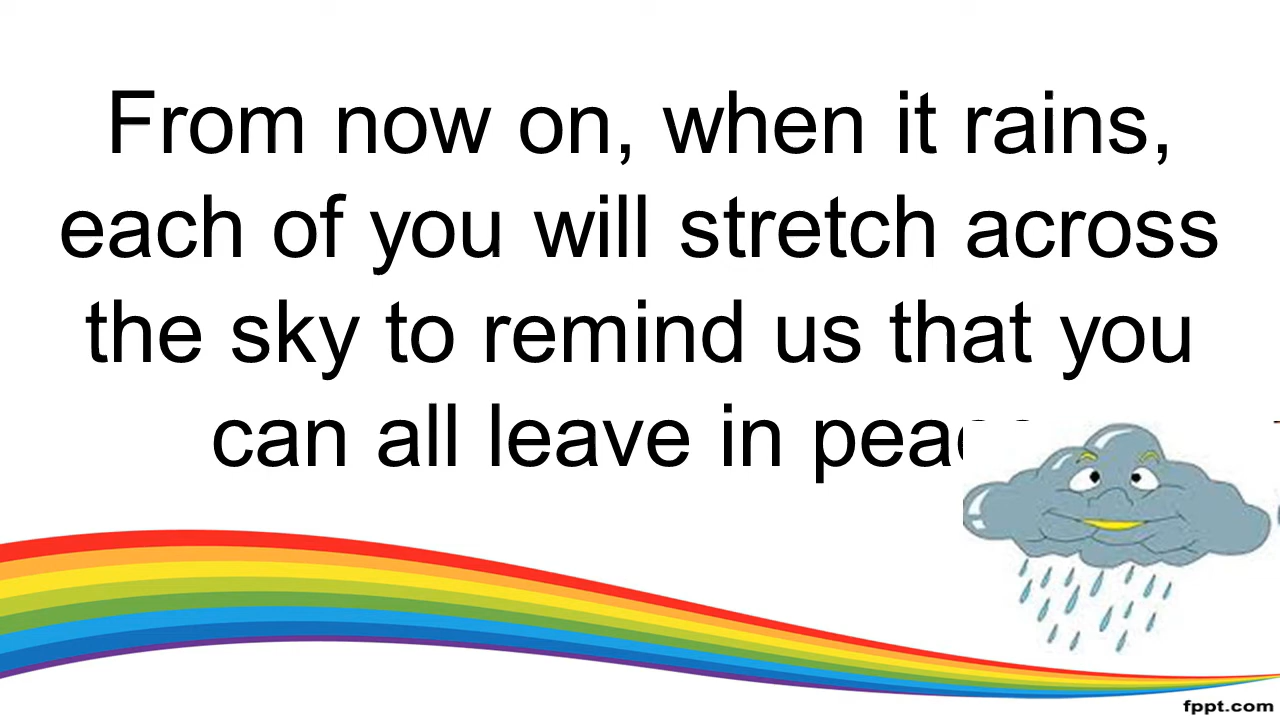 From now on, when it rains,
each of you will stretch across
the sky to remind us that you
can all leave in
fppt.com